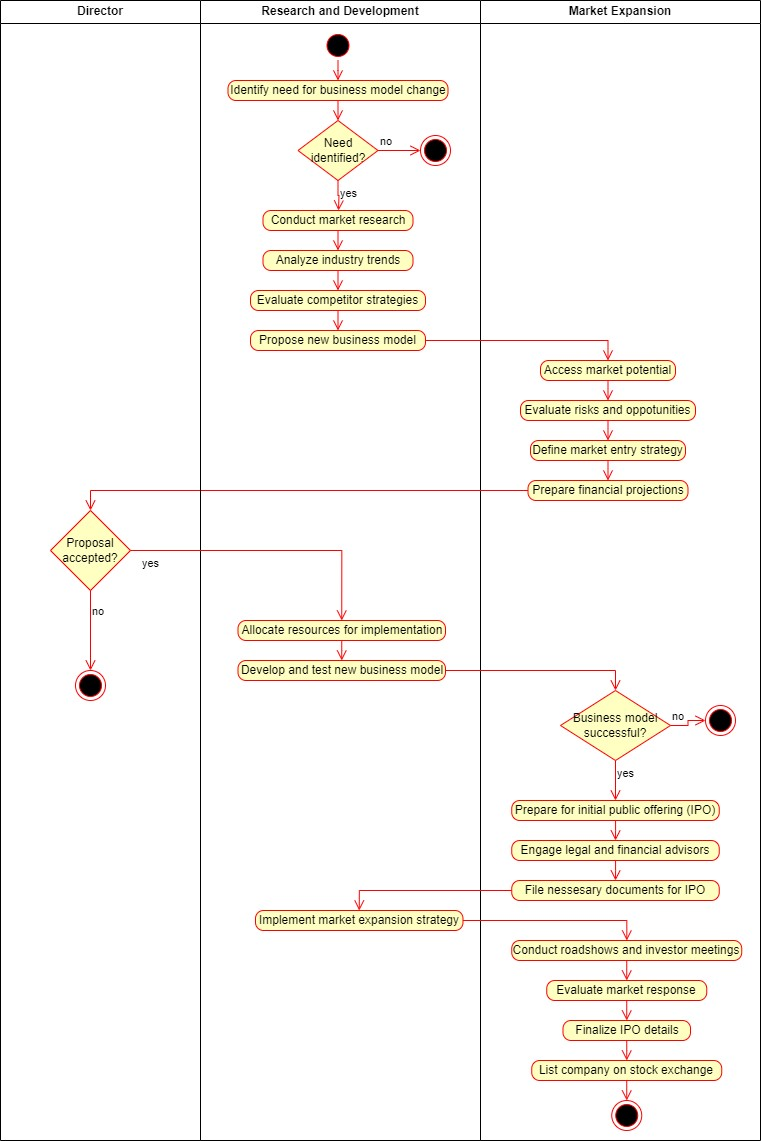 Director
Research and Development
Market Expansion
Identify need for business model change
Need
identified?
no
yes
Conduct market research
Analyze industry trends
Evaluate competitor strategies
Propose new business model
Access market potential
Evaluate risks and oppotunities
Define market entry strategy
Prepare financial projections
Proposal
accepted?
yes
no
Allocate resources for implementation
Develop and test new business model
Business model
successful?
no
yes
Prepare for initial public offering (IPO)
Engage legal and financial advisors
File nessesary documents for IPO
Implement market expansion strategy
Conduct roadshows and investor meetings
Evaluate market response
Finalize IPO details
List company on stock exchange